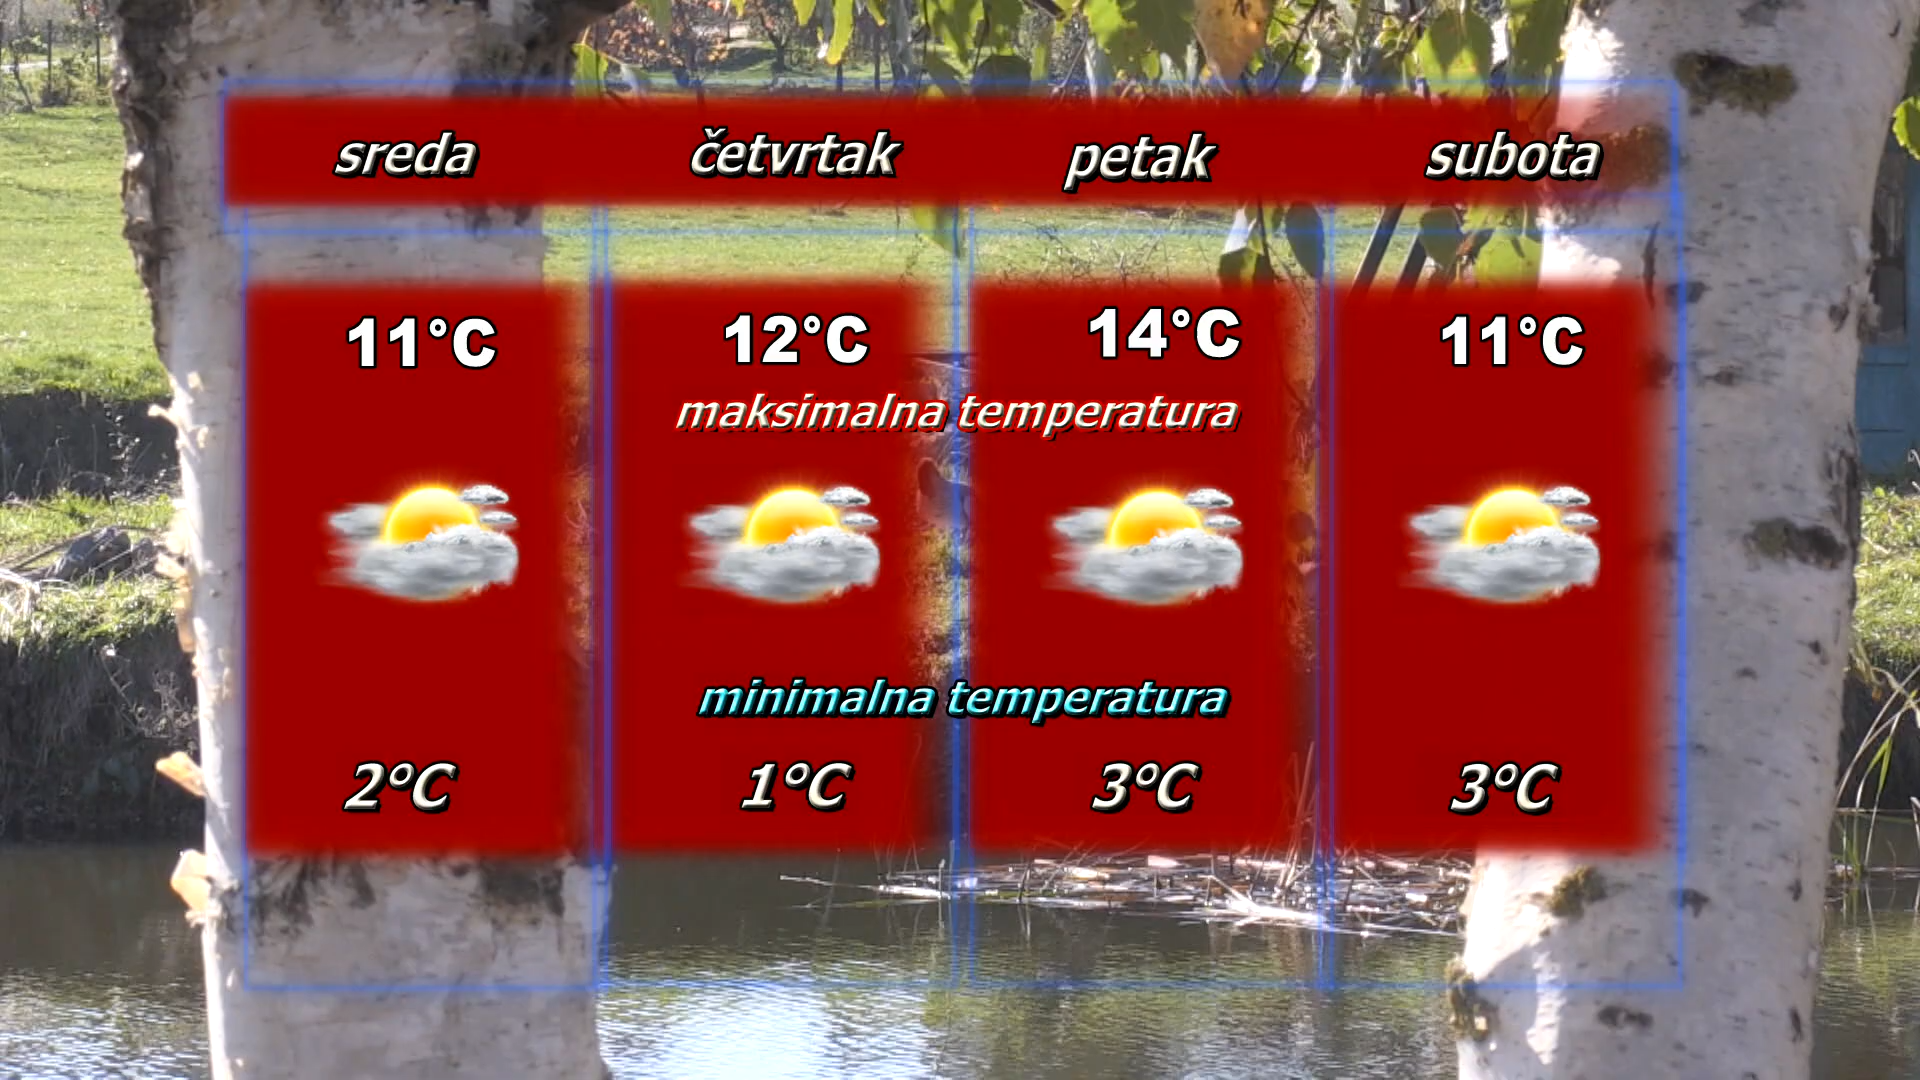 sreda četvrtak petak subota
11°C 12°C 14°C 11°C
maksimalna temperatura
minimalna temperatura
2°C 1°C 3°C 3°C